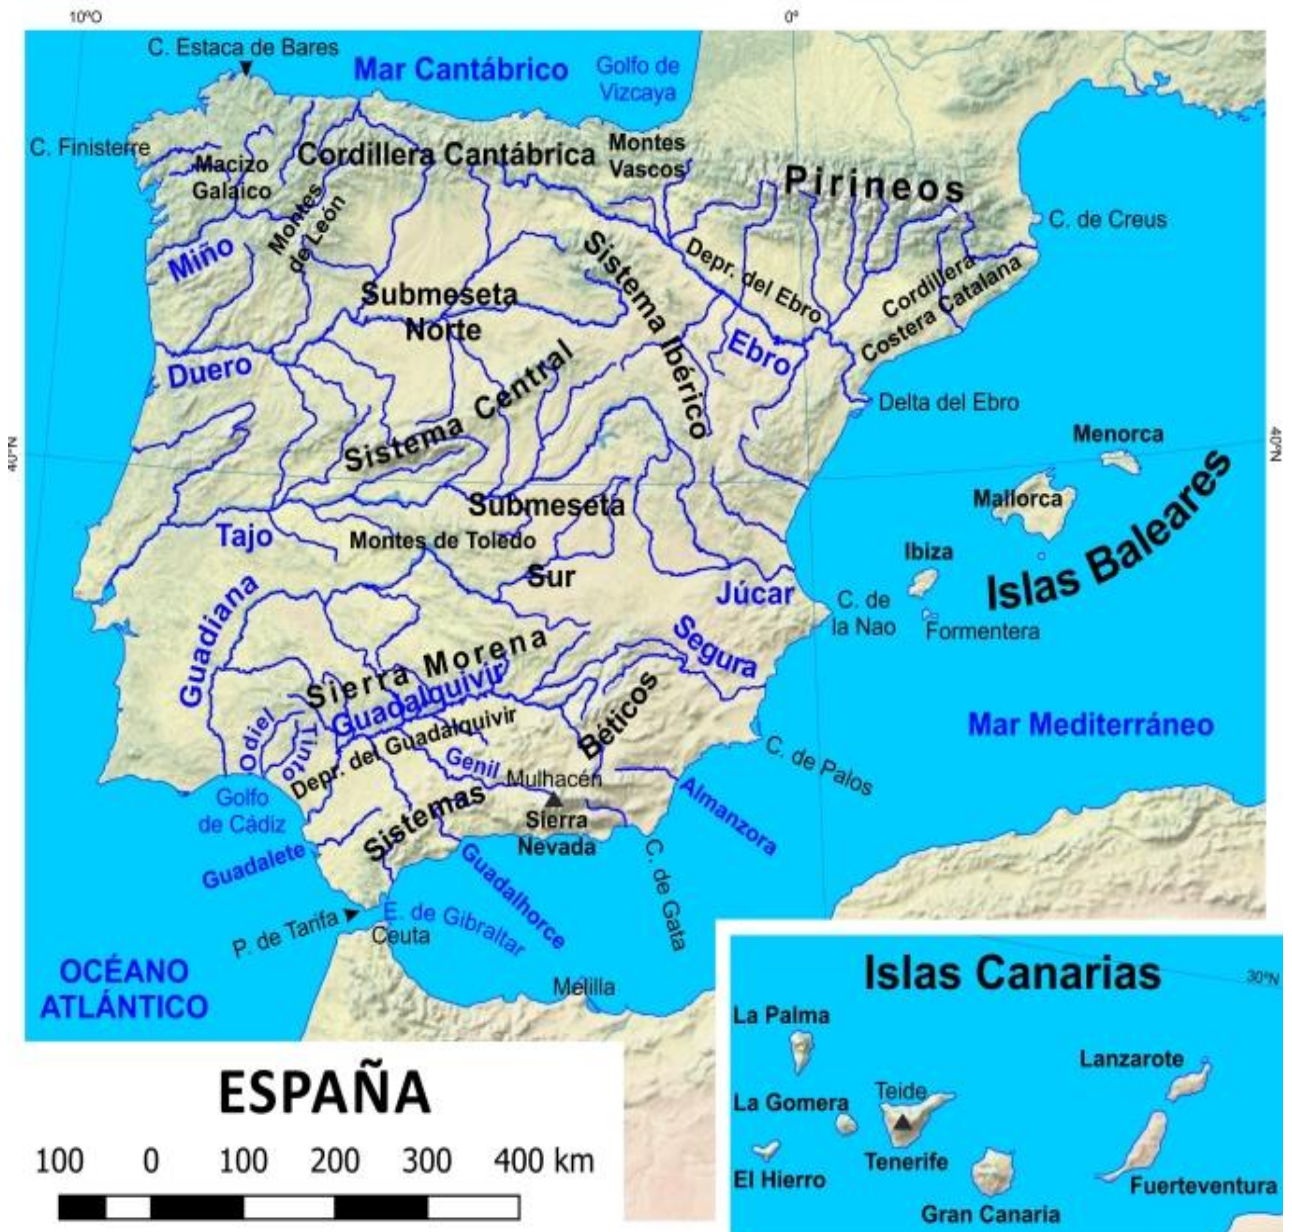 10°O
0°
C. Estaca de Bares
Mar Cantábrico
Golfo de
Vizcaya
C. Finisterre
Macizo
Galaico
Cordillera Cantábrica
Montes
Vascos
Pirineos
Montes
de León
C. de Creus
Miño
Sistema Ibérico
Depr. del Ebro
Cordillera
Costera Catalana
Submeseta
Norte
Duero
Ebro
Sistema Central
Delta del Ebro
40°N
40°N
Menorca
Mallorca
Islas Baleares
Ibiza
Formentera
Submeseta
Sur
Tajo
Montes de Toledo
Júcar
C. de
la Nao
Guadiana
Segura
Sierra Morena
Guadalquivir
Odiel
Tinto
Depr. del Guadalquivir
Béticos
Mar Mediterráneo
Genil
Mulhacén
C. de Palos
Golfo
de Cádiz
Sistemas
Sierra
Nevada
Almanzora
Guadalete
Guadalhorce
C. de Gata
P. de Tarifa
E. de Gibraltar
Ceuta
OCÉANO
ATLÁNTICO
Melilla
Islas Canarias
30°N
La Palma
Lanzarote
Teide
La Gomera
Tenerife
El Hierro
Gran Canaria
Fuerteventura
ESPAÑA
100 0 100 200 300 400 km